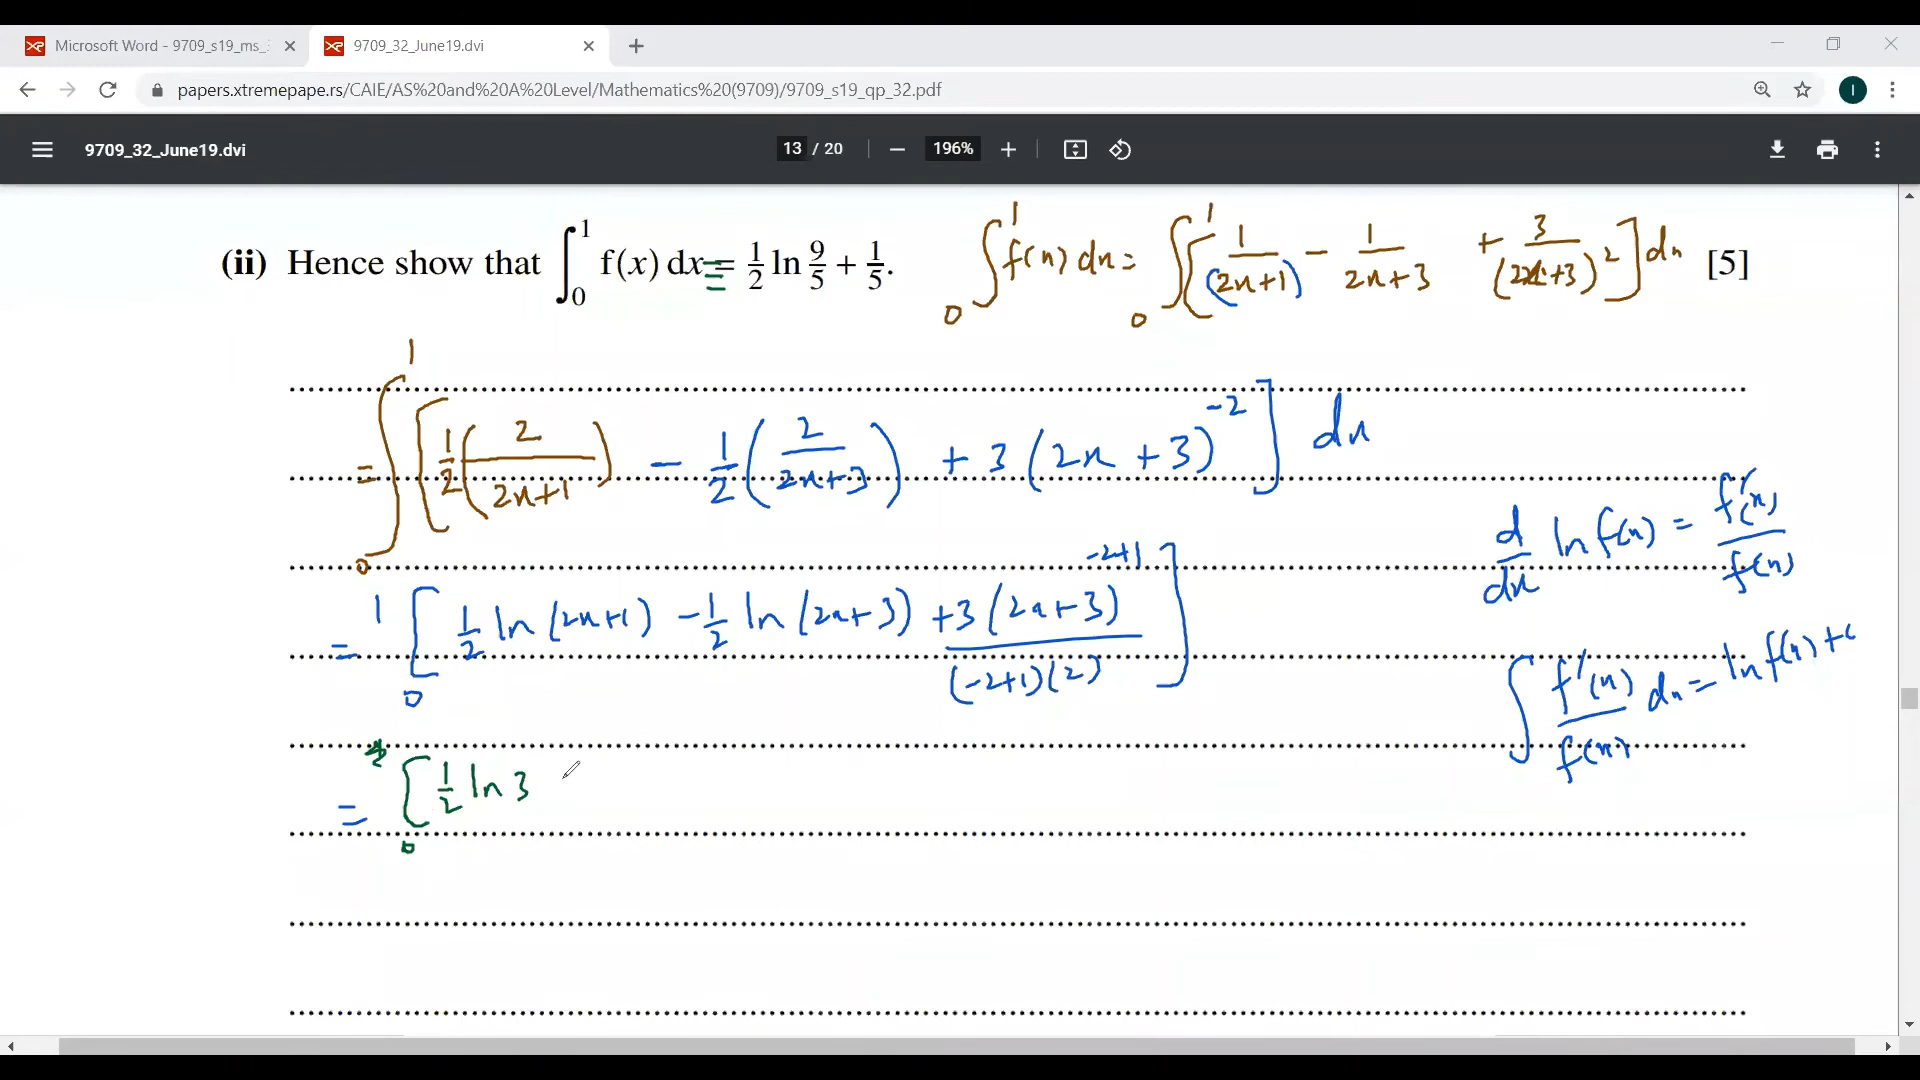 Microsoft Word - 9709_s19_ms_
9709_32_June19.dvi
papers.xtremepape.rs/CAIE/AS%20and%20A%20Level/Mathematics%20(9709)/9709_s19_qp_32.pdf
I
9709_32_June19.dvi
13 / 20
196%
(ii) Hence show that ∫₀¹ f(x) dx = 1/2 ln 9/5 + 1/5. [5]
∫₀¹ f(x) dx = ∫₀¹ [1/(2x+1) - 1/(2x+3) + 3/(2x+3)²] dx
= ∫₀¹ [1/2 (2/(2x+1)) - 1/2 (2/(2x+3)) + 3(2x+3)⁻²] dx
d/dx ln f(x) = f'(x)/f(x)
= ¹₀[1/2 ln(2x+1) - 1/2 ln(2x+3) + 3(2x+3)^(-2+1)/((-2+1)(2))]
∫ f'(x)/f(x) dx = ln f(x) + c
= ₀[1/2 ln 3